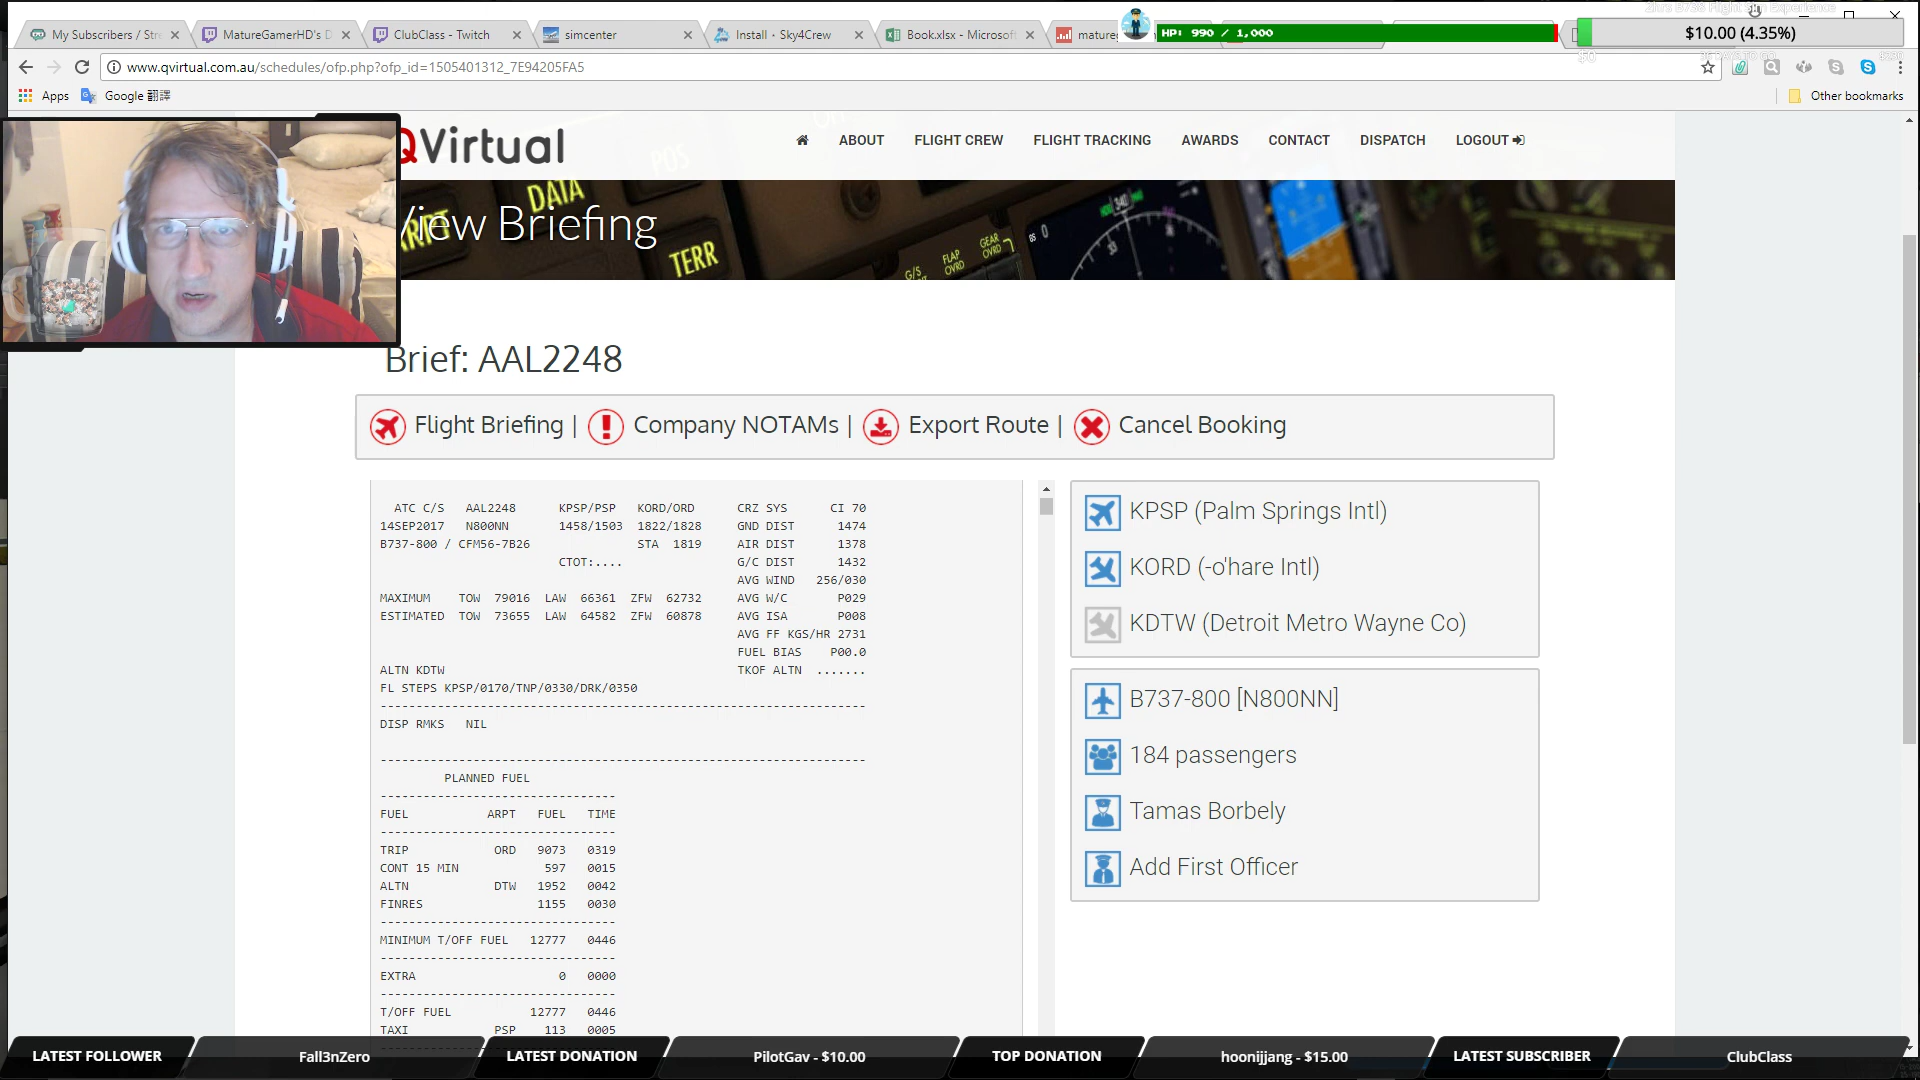 My Subscribers / Stre
MatureGamerHD's D
ClubClass - Twitch
simcenter
Install · Sky4Crew
Book.xlsx - Microsoft
matureg
HP: 990 / 1,000
$10.00 (4.35%)
$0
www.qvirtual.com.au/schedules/ofp.php?ofp_id=1505401312_7E94205FA5
Apps
Google 翻譯
Other bookmarks
QVirtual
ABOUT
FLIGHT CREW
FLIGHT TRACKING
AWARDS
CONTACT
DISPATCH
LOGOUT
POS
DATA
TERR
G/S
FLAP
OVRD
GEAR
OVRD
View Briefing
Brief: AAL2248
Flight Briefing | Company NOTAMs | Export Route | Cancel Booking
ATC C/S AAL2248 KPSP/PSP KORD/ORD CRZ SYS CI 70
14SEP2017 N800NN 1458/1503 1822/1828 GND DIST 1474
B737-800 / CFM56-7B26 STA 1819 AIR DIST 1378
CTOT:.... G/C DIST 1432
AVG WIND 256/030
MAXIMUM TOW 79016 LAW 66361 ZFW 62732 AVG W/C P029
ESTIMATED TOW 73655 LAW 64582 ZFW 60878 AVG ISA P008
AVG FF KGS/HR 2731
FUEL BIAS P00.0
ALTN KDTW TKOF ALTN .......
FL STEPS KPSP/0170/TNP/0330/DRK/0350
DISP RMKS NIL
PLANNED FUEL
FUEL ARPT FUEL TIME
TRIP ORD 9073 0319
CONT 15 MIN 597 0015
ALTN DTW 1952 0042
FINRES 1155 0030
MINIMUM T/OFF FUEL 12777 0446
EXTRA 0 0000
T/OFF FUEL 12777 0446
TAXI PSP 113 0005
KPSP (Palm Springs Intl)
KORD (-o'hare Intl)
KDTW (Detroit Metro Wayne Co)
B737-800 [N800NN]
184 passengers
Tamas Borbely
Add First Officer
LATEST FOLLOWER
Fall3nZero
LATEST DONATION
PilotGav - $10.00
TOP DONATION
hoonijjang - $15.00
LATEST SUBSCRIBER
ClubClass